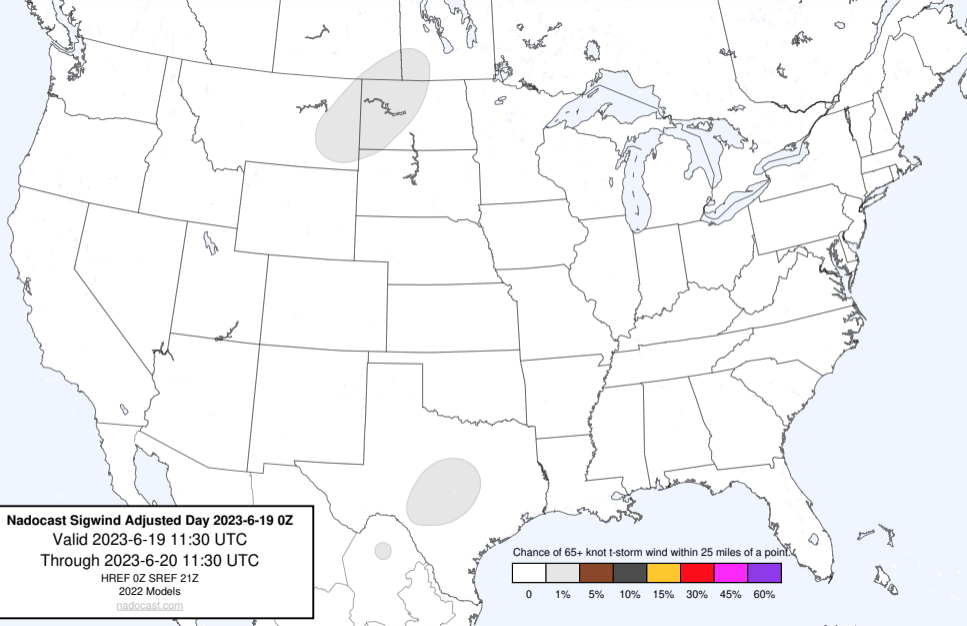 Nadocast Sigwind Adjusted Day 2023-6-19 0Z
Valid 2023-6-19 11:30 UTC
Through 2023-6-20 11:30 UTC
HREF 0Z SREF 21Z
2022 Models
nadocast.com
Chance of 65+ knot t-storm wind within 25 miles of a point.
0 1% 5% 10% 15% 30% 45% 60%